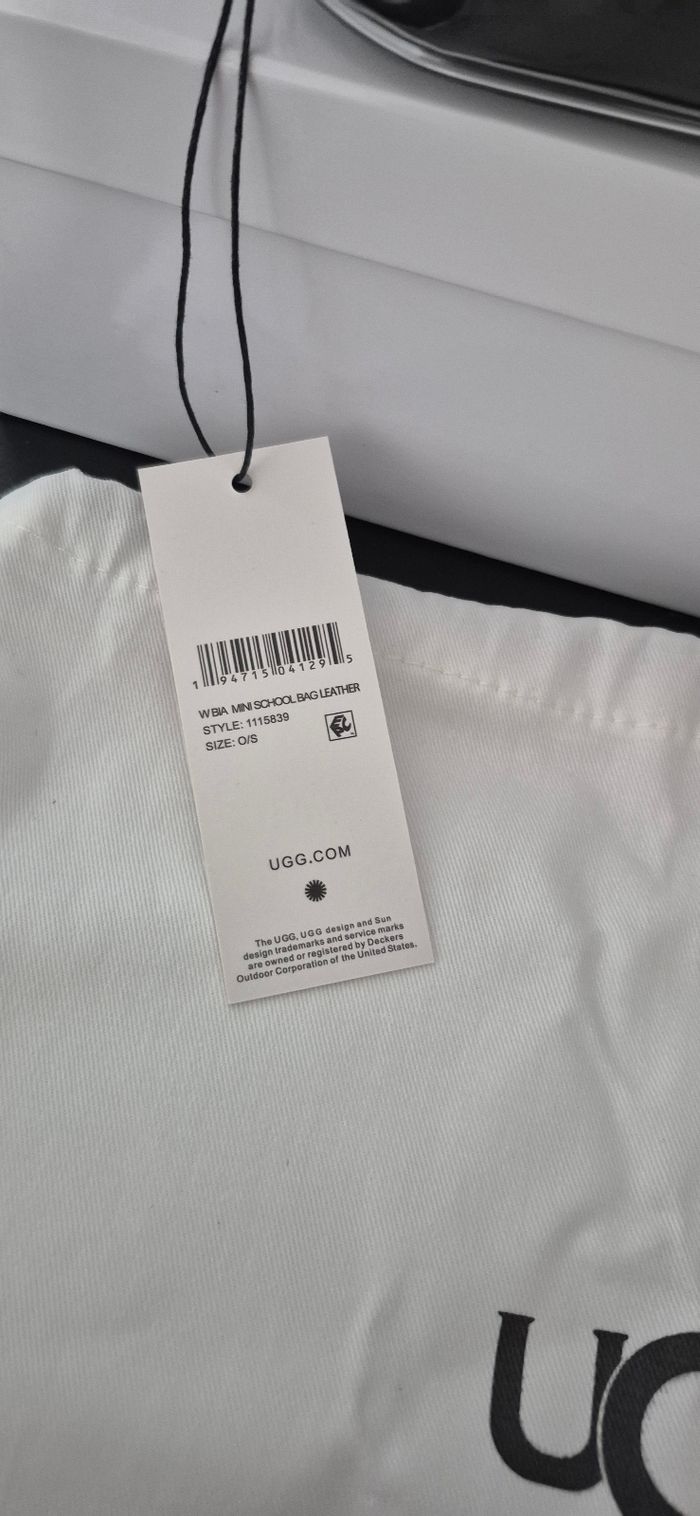 1 94715 04129 5
W BIA MINI SCHOOL BAG LEATHER
STYLE: 1115839
SIZE: O/S
UGG.COM
The UGG, UGG design and Sun
design trademarks and service marks
are owned or registered by Deckers
Outdoor Corporation of the United States.
UG